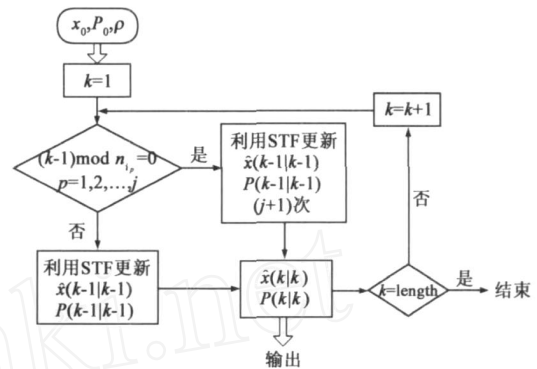 x₀,P₀,ρ
k=1
k=k+1
(k-1)mod n_{i_p}=0
p=1,2,…,j
是
利用STF更新
x̂(k-1|k-1)
P(k-1|k-1)
(j+1)次
否
否
利用STF更新
x̂(k-1|k-1)
P(k-1|k-1)
x̂(k|k)
P(k|k)
k=length
是
结束
输出